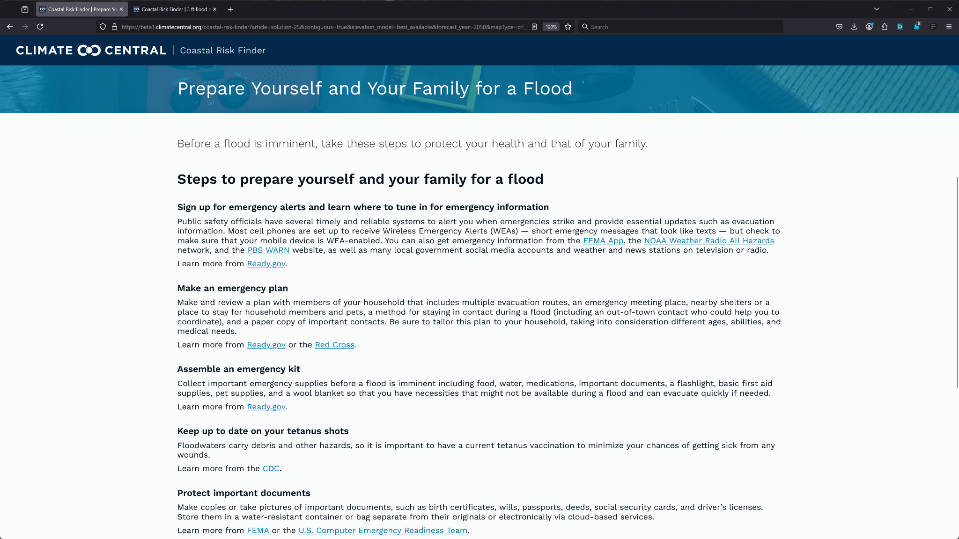 Coastal Risk Finder | Prepare Yo
Coastal Risk Finder | 3 ft flood r
https://beta1.climatecentral.org/coastal-risk-finder?article=solution-25&contiguous=true&elevation_model=best_available&forecast_year=2050&mapType=
150%
Search
CLIMATE CENTRAL | Coastal Risk Finder
Prepare Yourself and Your Family for a Flood
Before a flood is imminent, take these steps to protect your health and that of your family.
Steps to prepare yourself and your family for a flood
Sign up for emergency alerts and learn where to tune in for emergency information
Public safety officials have several timely and reliable systems to alert you when emergencies strike and provide essential updates such as evacuation
information. Most cell phones are set up to receive Wireless Emergency Alerts (WEAs) — short emergency messages that look like texts — but check to
make sure that your mobile device is WEA-enabled. You can also get emergency information from the FEMA App, the NOAA Weather Radio All Hazards
network, and the PBS WARN website, as well as many local government social media accounts and weather and news stations on television or radio.
Learn more from Ready.gov.
Make an emergency plan
Make and review a plan with members of your household that includes multiple evacuation routes, an emergency meeting place, nearby shelters or a
place to stay for household members and pets, a method for staying in contact during a flood (including an out-of-town contact who could help you to
coordinate), and a paper copy of important contacts. Be sure to tailor this plan to your household, taking into consideration different ages, abilities, and
medical needs.
Learn more from Ready.gov or the Red Cross.
Assemble an emergency kit
Collect important emergency supplies before a flood is imminent including food, water, medications, important documents, a flashlight, basic first aid
supplies, pet supplies, and a wool blanket so that you have necessities that might not be available during a flood and can evacuate quickly if needed.
Learn more from Ready.gov.
Keep up to date on your tetanus shots
Floodwaters carry debris and other hazards, so it is important to have a current tetanus vaccination to minimize your chances of getting sick from any
wounds.
Learn more from the CDC.
Protect important documents
Make copies or take pictures of important documents, such as birth certificates, wills, passports, deeds, social security cards, and driver's licenses.
Store them in a water-resistant container or bag separate from their originals or electronically via cloud-based services.
Learn more from FEMA or the U.S. Computer Emergency Readiness Team.